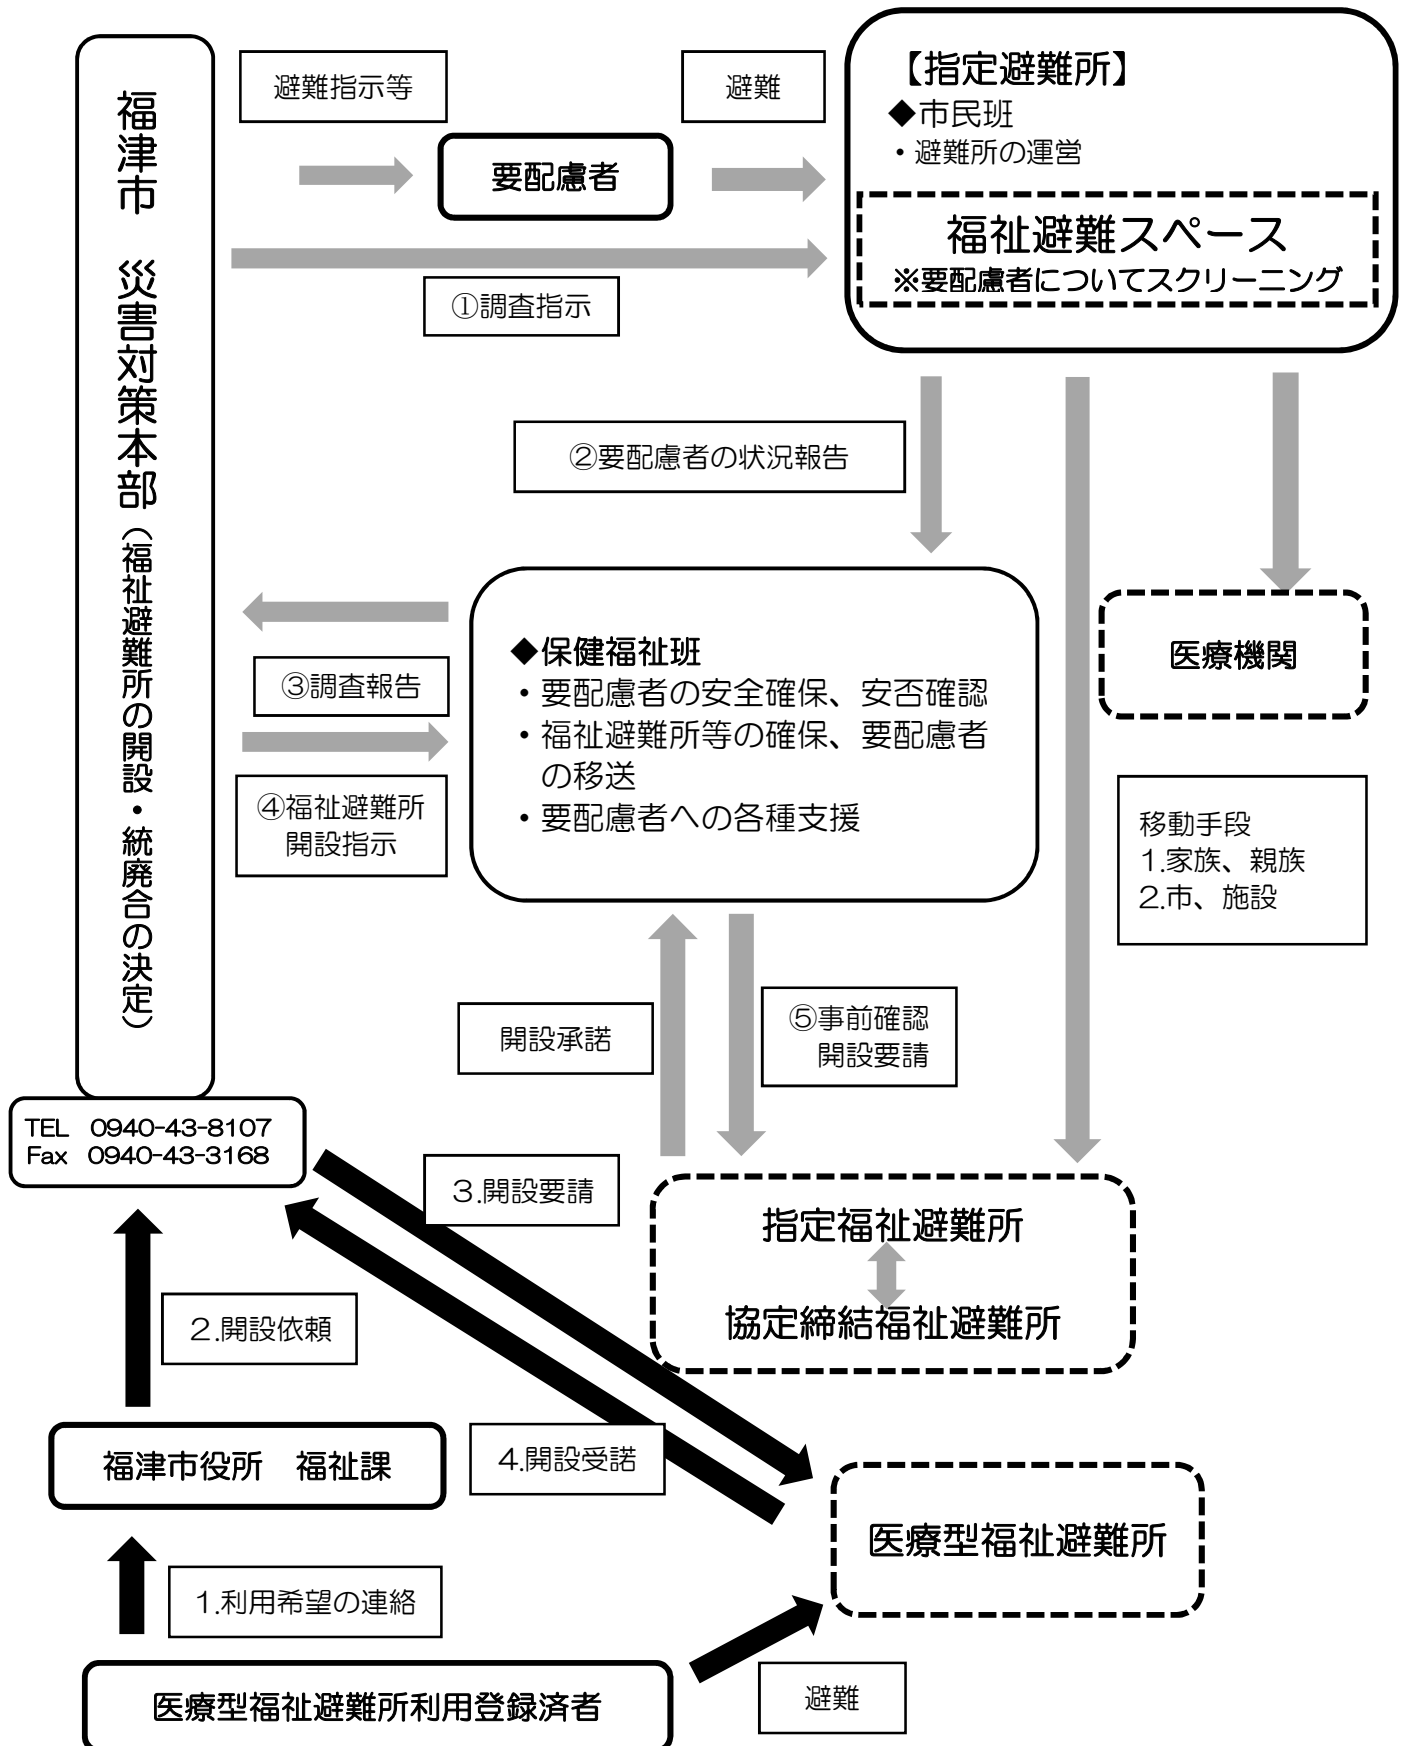 福津市　災害対策本部（福祉避難所の開設・統廃合の決定）
TEL　0940-43-8107
Fax　0940-43-3168
避難指示等
要配慮者
避難
【指定避難所】
◆市民班
・避難所の運営
福祉避難スペース
※要配慮者についてスクリーニング
①調査指示
②要配慮者の状況報告
◆保健福祉班
・要配慮者の安全確保、安否確認
・福祉避難所等の確保、要配慮者
の移送
・要配慮者への各種支援
③調査報告
④福祉避難所
開設指示
医療機関
移動手段
1.家族、親族
2.市、施設
開設承諾
⑤事前確認
開設要請
指定福祉避難所
協定締結福祉避難所
3.開設要請
2.開設依頼
4.開設受諾
福津市役所　福祉課
医療型福祉避難所
1.利用希望の連絡
医療型福祉避難所利用登録済者
避難